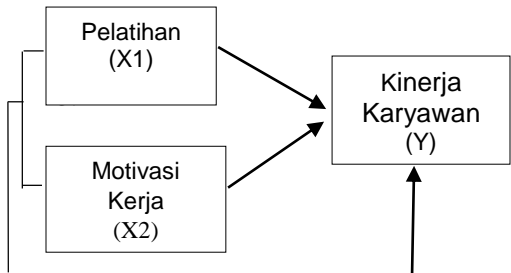 Pelatihan
(X1)
Kinerja
Karyawan
(Y)
Motivasi
Kerja
(X2)